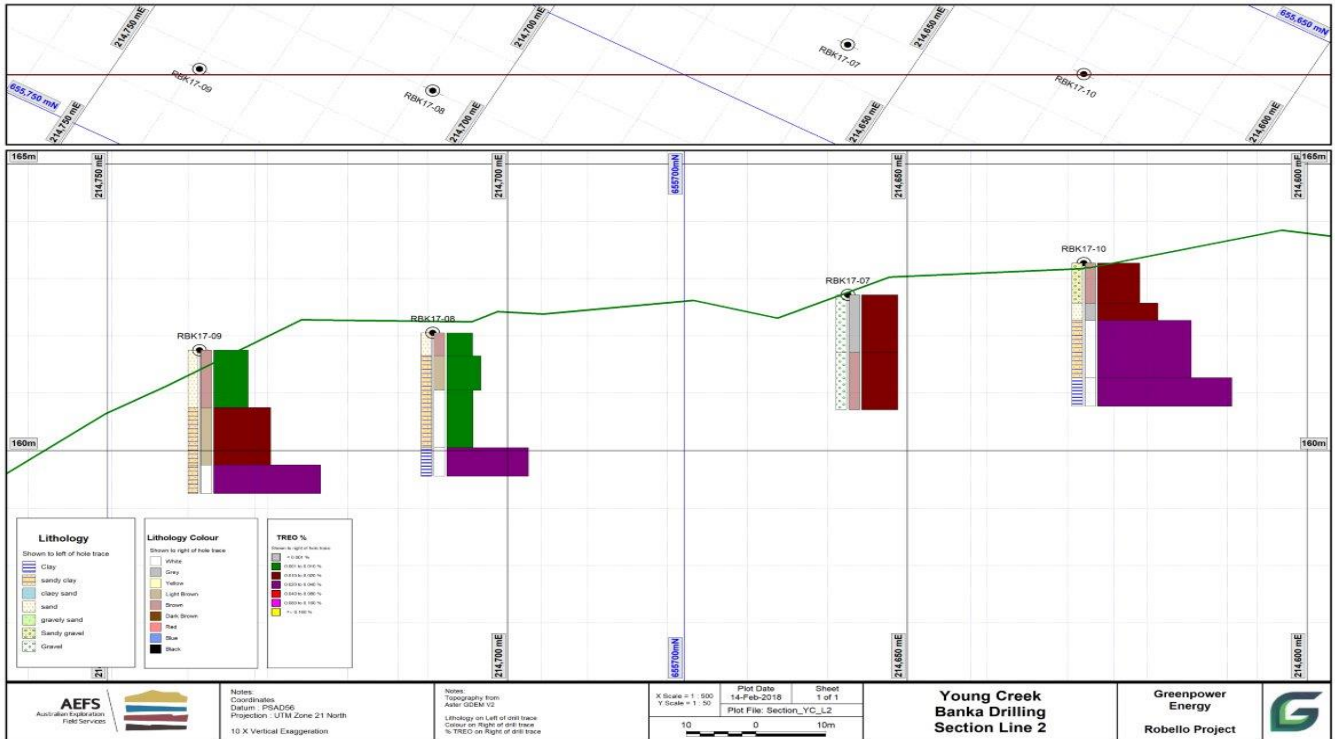 214,750 mE
214,700 mE
214,650 mE
655,650 mN
RBK17-09
RBK17-08
RBK17-07
RBK17-10
655,750 mN
214,750 mE
214,700 mE
214,650 mE
214,600 mE
165m
214,750 mE
214,700 mE
655700mN
214,650 mE
214,600 mE
165m
RBK17-10
RBK17-07
RBK17-08
RBK17-09
160m
160m
Lithology
Shown to left of hole trace
Clay
sandy clay
claey sand
sand
gravely sand
Sandy gravel
Gravel
Lithology Colour
Shown to right of hole trace
White
Grey
Yellow
Light Brown
Brown
Dark Brown
Red
Blue
Black
TREO %
Shown to right of hole trace
214,700 mE
655700mN
214,650 mE
214,600 mE
AEFS
Australian Exploration
Field Services
Notes:
Coordinates
Datum : PSAD56
Projection : UTM Zone 21 North
10 X Vertical Exaggeration
Notes:
Topography from
Aster GDEM V2
Lithology on Left of drill trace
Colour on Right of drill trace
% TREO on Right of drill trace
X Scale = 1 : 500
Y Scale = 1 : 50
Plot Date
14-Feb-2018
Sheet
1 of 1
Plot File: Section_YC_L2
10 0 10m
Young Creek
Banka Drilling
Section Line 2
Greenpower
Energy
Robello Project